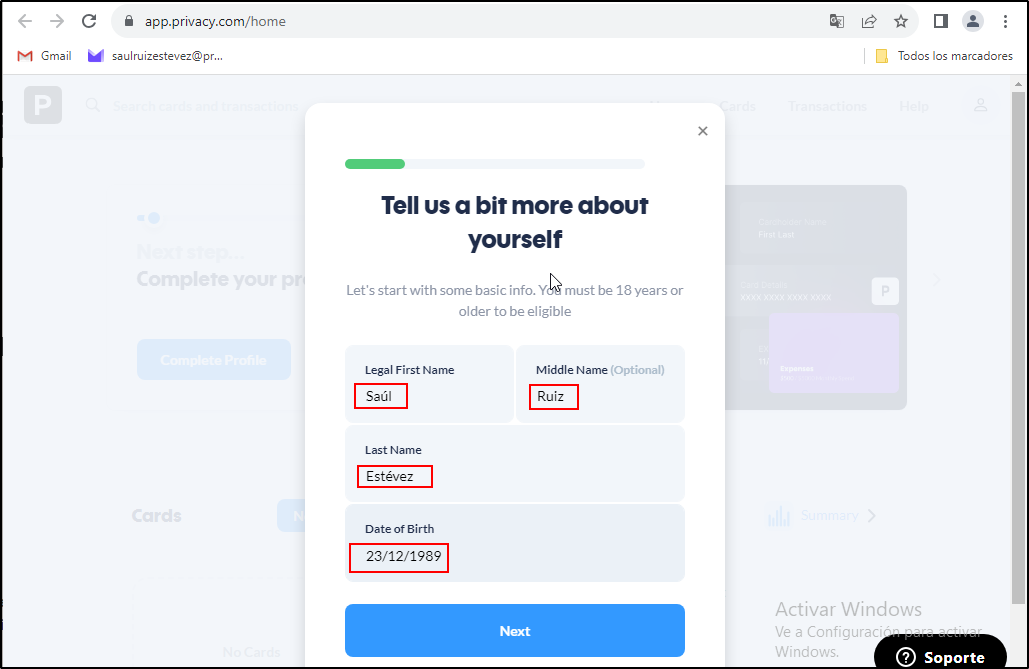 app.privacy.com/home
Gmail
saulruizestevez@pr...
Todos los marcadores
P
Search cards and transactions
Cards
Transactions
Help
Tell us a bit more about
yourself
Next step...
Complete your pr
First Last
Let's start with some basic info. You must be 18 years or
older to be eligible
Card Details
XXXX XXXX XXXX XXXX
P
Legal First Name
Middle Name (Optional)
Saúl
Ruiz
Complete Profile
Expenses
Last Name
Estévez
Cards
N
Summary
Date of Birth
23/12/1989
Activar Windows
Ve a Configuración para activar
Windows.
Next
No Cards
Soporte